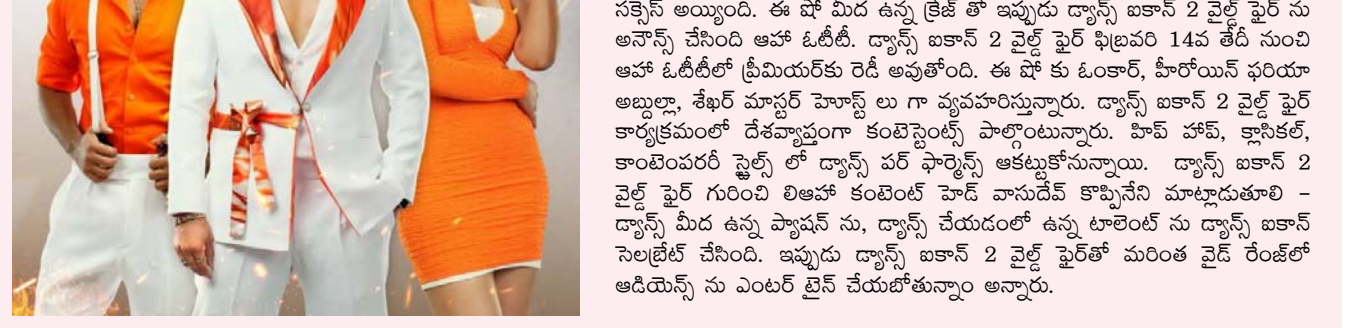 సక్సెస్ అయ్యింది. ఈ షో మీద ఉన్న క్రేజ్ తో ఇప్పుడు డ్యాన్స్ ఐకాన్ 2 వైల్డ్ ఫైర్ ను
అనౌన్స్ చేసింది ఆహా ఓటీటీ. డ్యాన్స్ ఐకాన్ 2 వైల్డ్ ఫైర్ ఫిబ్రవరి 14వ తేదీ నుంచి
ఆహా ఓటీటీలో ప్రీమియర్‌కు రెడీ అవుతోంది. ఈ షో కు ఓంకార్, హీరోయిన్ ఫరియా
అబ్దుల్లా, శేఖర్ మాస్టర్ హెూస్ట్ లు గా వ్యవహరిస్తున్నారు. డ్యాన్స్ ఐకాన్ 2 వైల్డ్ ఫైర్
కార్యక్రమంలో దేశవ్యాప్తంగా కంటెస్టెంట్స్ పాల్గొంటున్నారు. హిప్ హాప్, క్లాసికల్,
కాంటెంపరరీ స్టైల్స్ లో డ్యాన్స్ పర్ ఫార్మెన్స్ ఆకట్టుకోనున్నాయి. డ్యాన్స్ ఐకాన్ 2
వైల్డ్ ఫైర్ గురించి లిఆహా కంటెంట్ హెడ్ వాసుదేవ్ కొప్పినేని మాట్లాడుతూలి -
డ్యాన్స్ మీద ఉన్న ప్యాషన్ ను, డ్యాన్స్ చేయడంలో ఉన్న టాలెంట్ ను డ్యాన్స్ ఐకాన్
సెలబ్రేట్ చేసింది. ఇప్పుడు డ్యాన్స్ ఐకాన్ 2 వైల్డ్ ఫైర్‌తో మరింత వైడ్ రేంజ్‌లో
ఆడియెన్స్ ను ఎంటర్ టైన్ చేయబోతున్నాం అన్నారు.